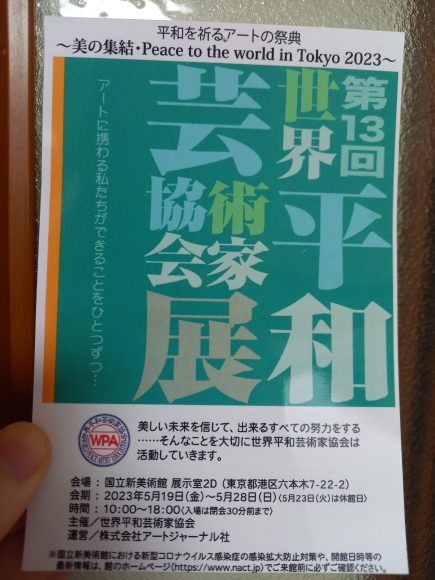 平和を祈るアートの祭典
〜美の集結・Peace to the world in Tokyo 2023〜
第13回
世界平和
芸術家協会展
アートに携わる私たちができることをひとつずつ…
WPA
美しい未来を信じて、出来るすべての努力をする
……そんなことを大切に世界平和芸術家協会は
活動していきます。
会場：国立新美術館 展示室2D（東京都港区六本木7-22-2）
会期：2023年5月19日(金)〜5月28日(日)(5月23日(火)は休館日)
時間：10:00〜18:00(入場は閉会30分前まで)
主催／世界平和芸術家協会
運営／株式会社アートジャーナル社
※国立新美術館における新型コロナウイルス感染症の感染拡大防止対策や、開館日時等の
最新情報は、館のホームページ(https://www.nact.jp)でご来館前に必ずご確認ください。